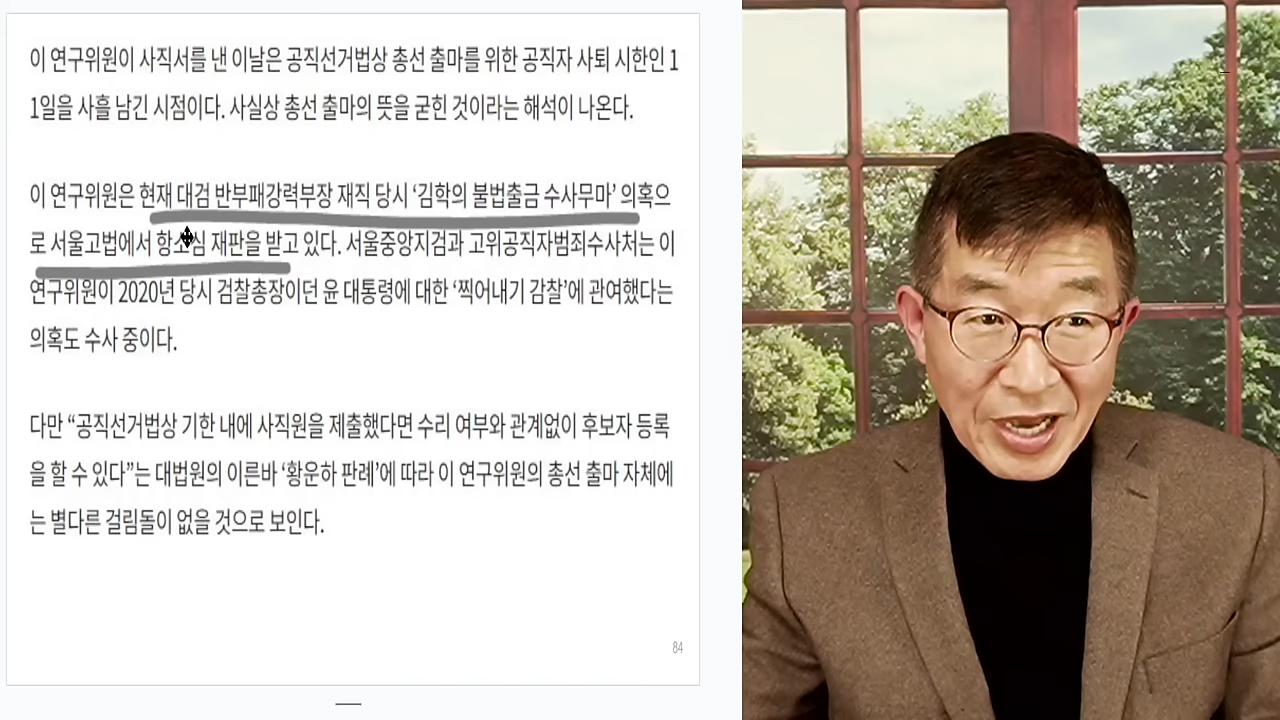 이 연구위원이 사직서를 낸 이날은 공직선거법상 총선 출마를 위한 공직자 사퇴 시한인 1
1일을 사흘 남긴 시점이다. 사실상 총선 출마의 뜻을 굳힌 것이라는 해석이 나온다.
이 연구위원은 현재 대검 반부패강력부장 재직 당시 ‘김학의 불법출금 수사무마’ 의혹으
로 서울고법에서 항소심 재판을 받고 있다. 서울중앙지검과 고위공직자범죄수사처는 이
연구위원이 2020년 당시 검찰총장이던 윤 대통령에 대한 ‘찍어내기 감찰’에 관여했다는
의혹도 수사 중이다.
다만 “공직선거법상 기한 내에 사직원을 제출했다면 수리 여부와 관계없이 후보자 등록
을 할 수 있다”는 대법원의 이른바 ‘황운하 판례’에 따라 이 연구위원의 총선 출마 자체에
는 별다른 걸림돌이 없을 것으로 보인다.
84